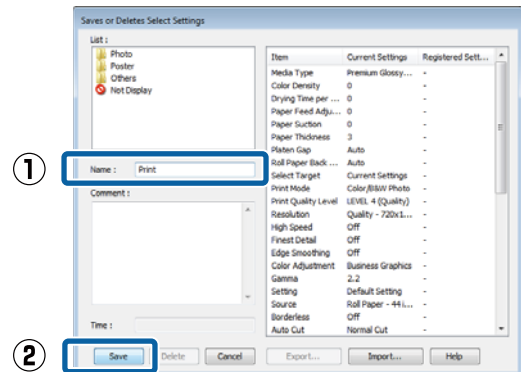 Saves or Deletes Select Settings
List :
Photo
Poster
Others
Not Display
① Name : Print
Comment :
Time :
Item Current Settings Registered Sett...
Media Type Premium Glossy... -
Color Density 0 -
Drying Time per ... 0 -
Paper Feed Adju... 0 -
Paper Suction 0 -
Paper Thickness 3 -
Platen Gap Auto -
Roll Paper Back ... Auto -
Select Target Current Settings -
Print Mode Color/B&W Photo -
Print Quality Level LEVEL 4 (Quality) -
Resolution Quality - 720x1... -
High Speed Off -
Finest Detail Off -
Edge Smoothing Off -
Color Adjustment Business Graphics -
Gamma 2.2 -
Setting Default Setting -
Source Roll Paper - 44 i... -
Borderless Off -
Auto Cut Normal Cut -
② Save Delete Cancel Export... Import... Help